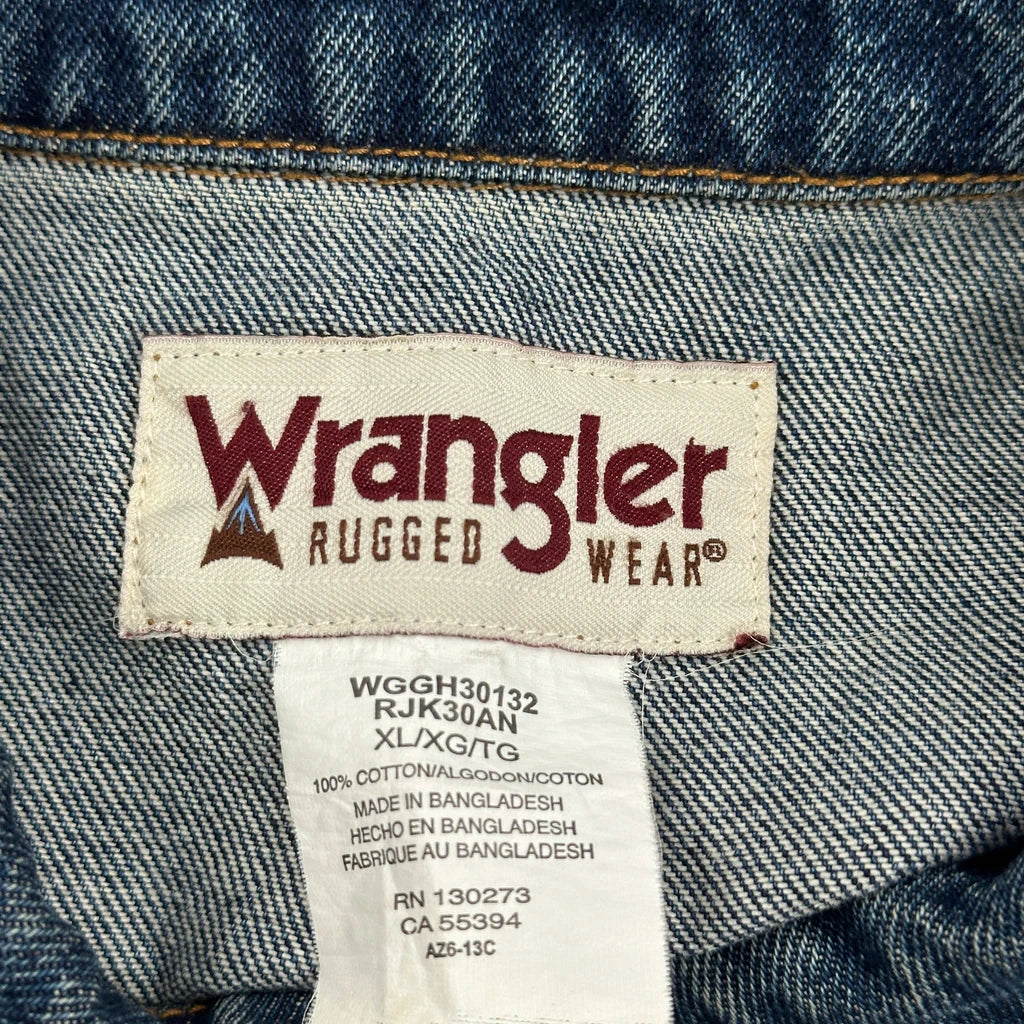 Wrangler
RUGGED WEAR®
WGGH30132
RJK30AN
XL/XG/TG
100% COTTON/ALGODON/COTON
MADE IN BANGLADESH
HECHO EN BANGLADESH
FABRIQUE AU BANGLADESH
RN 130273
CA 55394
AZ6-13C